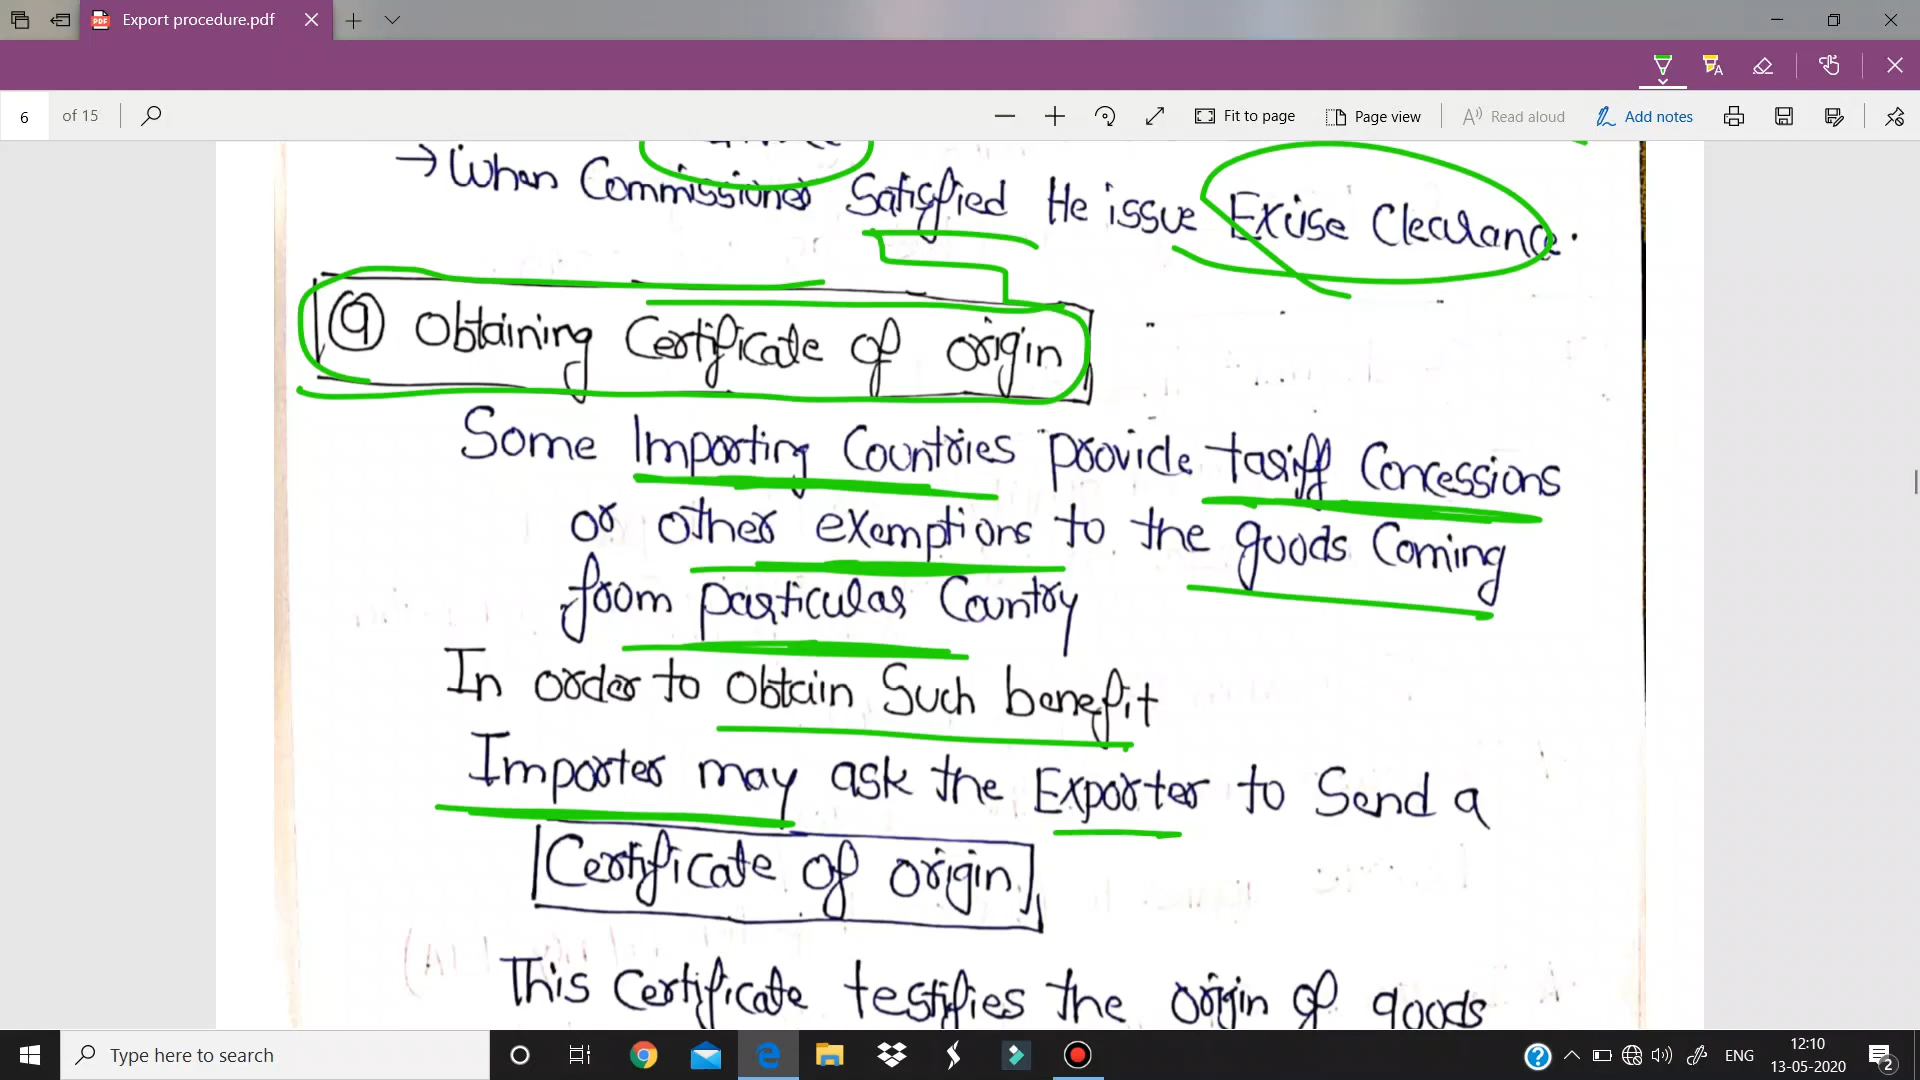 Export procedure.pdf
6 of 15
Fit to page
Page view
Read aloud
Add notes
→ When Commissioner Satisfied He issue Excise Clearance.
⑨ Obtaining Certificate of origin
Some Importing Countries provide tariff Concessions
or other exemptions to the goods Coming
from particular Country
In order to Obtain Such benefit
Importer may ask the Exporter to Send a
Certificate of origin
This Certificate testifies the origin of goods
Type here to search
ENG
12:10
13-05-2020
2